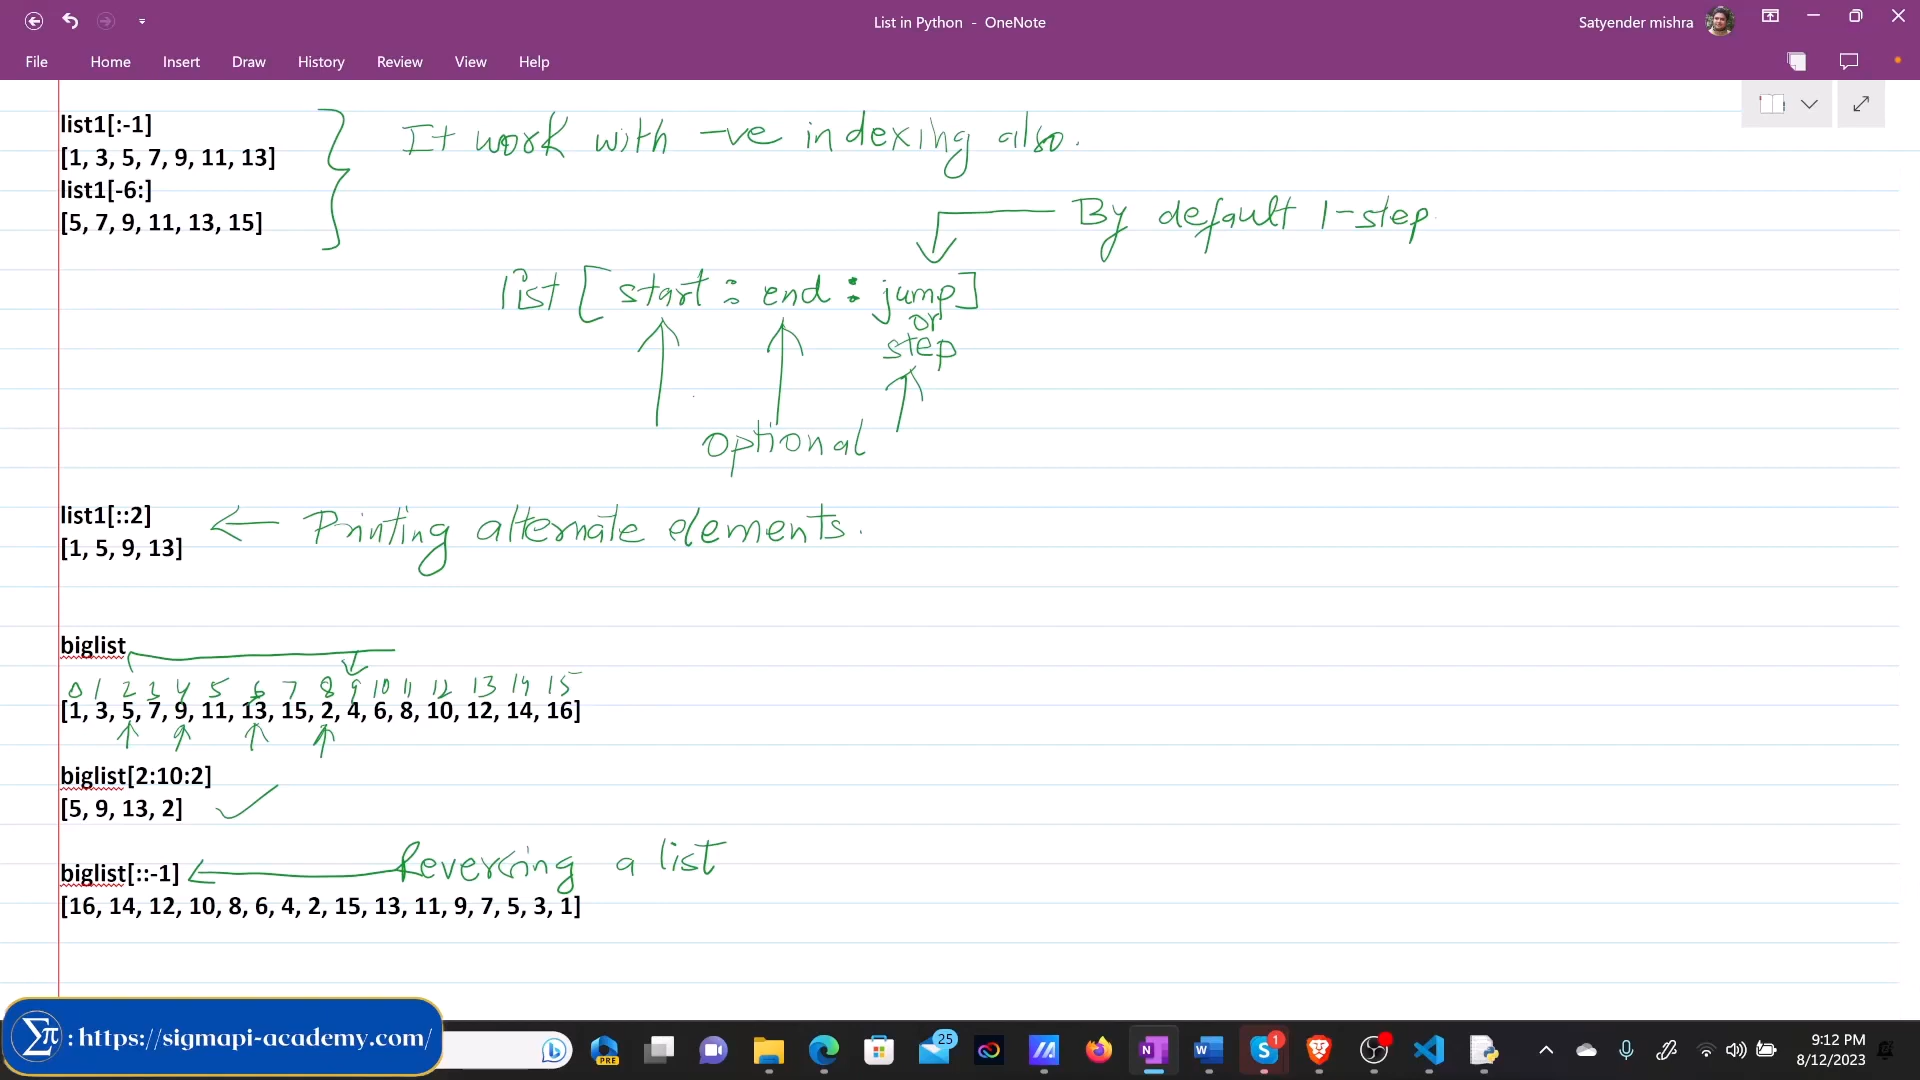 List in Python - OneNote
Satyender mishra
File Home Insert Draw History Review View Help
list1[:-1]
[1, 3, 5, 7, 9, 11, 13]
list1[-6:]
[5, 7, 9, 11, 13, 15]
It work with -ve indexing also.
By default 1-step
list [ start : end : jump]
or
step
optional
list1[::2]
[1, 5, 9, 13]
Printing alternate elements.
biglist
0 1 2 3 4 5 6 7 8 9 10 11 12 13 14 15
[1, 3, 5, 7, 9, 11, 13, 15, 2, 4, 6, 8, 10, 12, 14, 16]
biglist[2:10:2]
[5, 9, 13, 2]
biglist[::-1]
Reversing a list
[16, 14, 12, 10, 8, 6, 4, 2, 15, 13, 11, 9, 7, 5, 3, 1]
Σπ : https://sigmapi-academy.com/
PRE
25
N
W
S
1
9:12 PM
8/12/2023